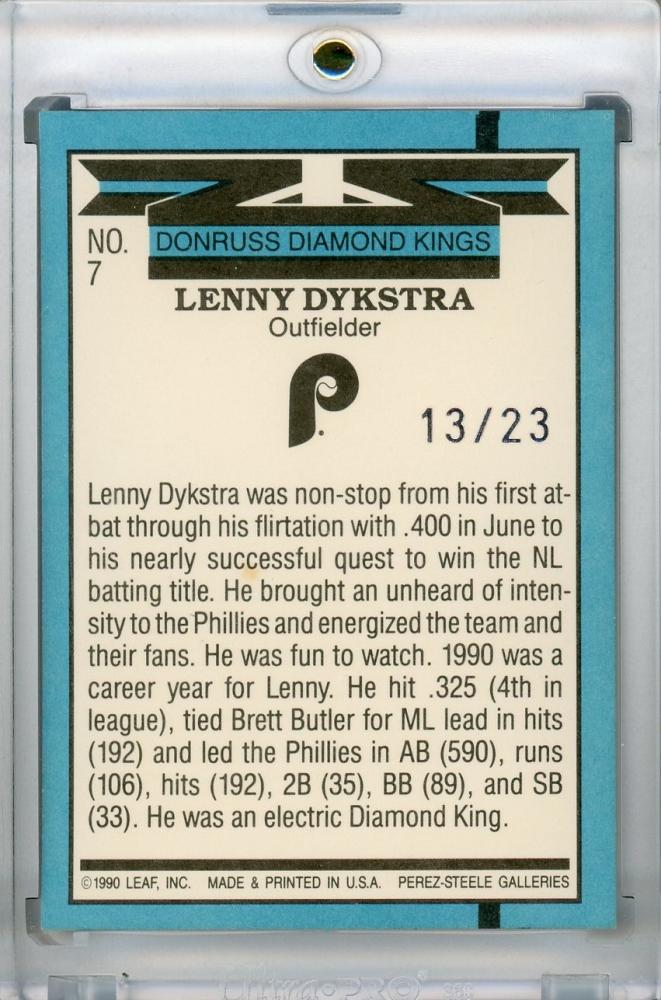 DONRUSS DIAMOND KINGS
NO.
7
LENNY DYKSTRA
Outfielder
P
13/23
Lenny Dykstra was non-stop from his first at-
bat through his flirtation with .400 in June to
his nearly successful quest to win the NL
batting title. He brought an unheard of inten-
sity to the Phillies and energized the team and
their fans. He was fun to watch. 1990 was a
career year for Lenny. He hit .325 (4th in
league), tied Brett Butler for ML lead in hits
(192) and led the Phillies in AB (590), runs
(106), hits (192), 2B (35), BB (89), and SB
(33). He was an electric Diamond King.
©1990 LEAF, INC. MADE & PRINTED IN U.S.A. PEREZ-STEELE GALLERIES